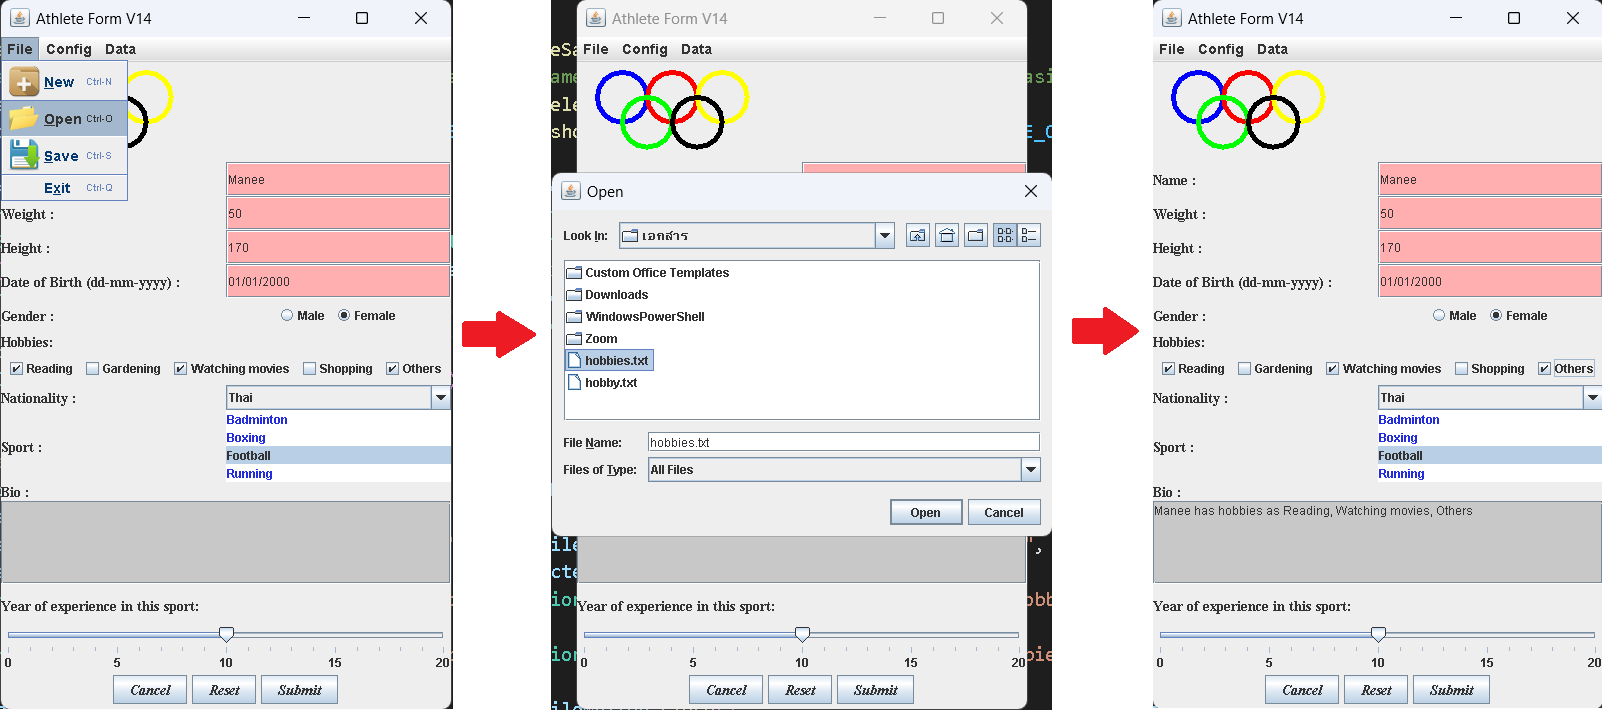 Athlete Form V14
File Config Data
New Ctrl-N
Open Ctrl-O
Save Ctrl-S
Exit Ctrl-Q
Manee
Weight : 50
Height : 170
Date of Birth (dd-mm-yyyy) : 01/01/2000
Gender : Male Female
Hobbies:
Reading Gardening Watching movies Shopping Others
Nationality : Thai
Badminton
Boxing
Sport :
Football
Running
Bio :
Year of experience in this sport:
0 5 10 15 20
Cancel Reset Submit
Athlete Form V14
File Config Data
Open
Look In: เอกสาร
Custom Office Templates
Downloads
WindowsPowerShell
Zoom
hobbies.txt
hobby.txt
File Name: hobbies.txt
Files of Type: All Files
Open Cancel
Year of experience in this sport:
0 5 10 15 20
Cancel Reset Submit
Athlete Form V14
File Config Data
Name : Manee
Weight : 50
Height : 170
Date of Birth (dd-mm-yyyy) : 01/01/2000
Gender : Male Female
Hobbies:
Reading Gardening Watching movies Shopping Others
Nationality : Thai
Badminton
Boxing
Sport :
Football
Running
Bio :
Manee has hobbies as Reading, Watching movies, Others
Year of experience in this sport:
0 5 10 15 20
Cancel Reset Submit